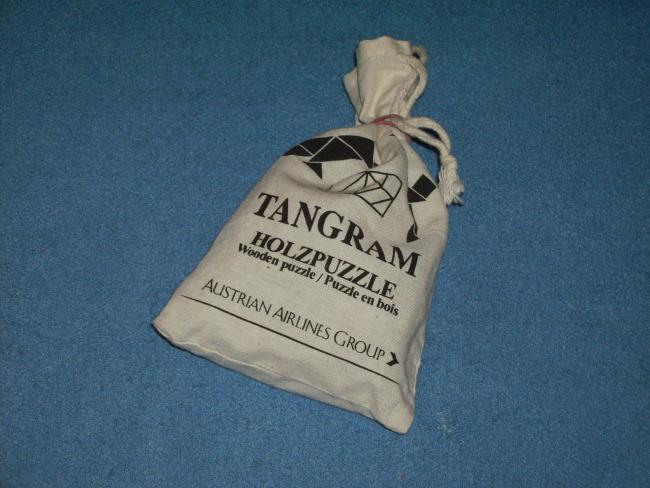 TANGRAM
HOLZPUZZLE
Wooden puzzle / Puzzle en bois
AUSTRIAN AIRLINES GROUP